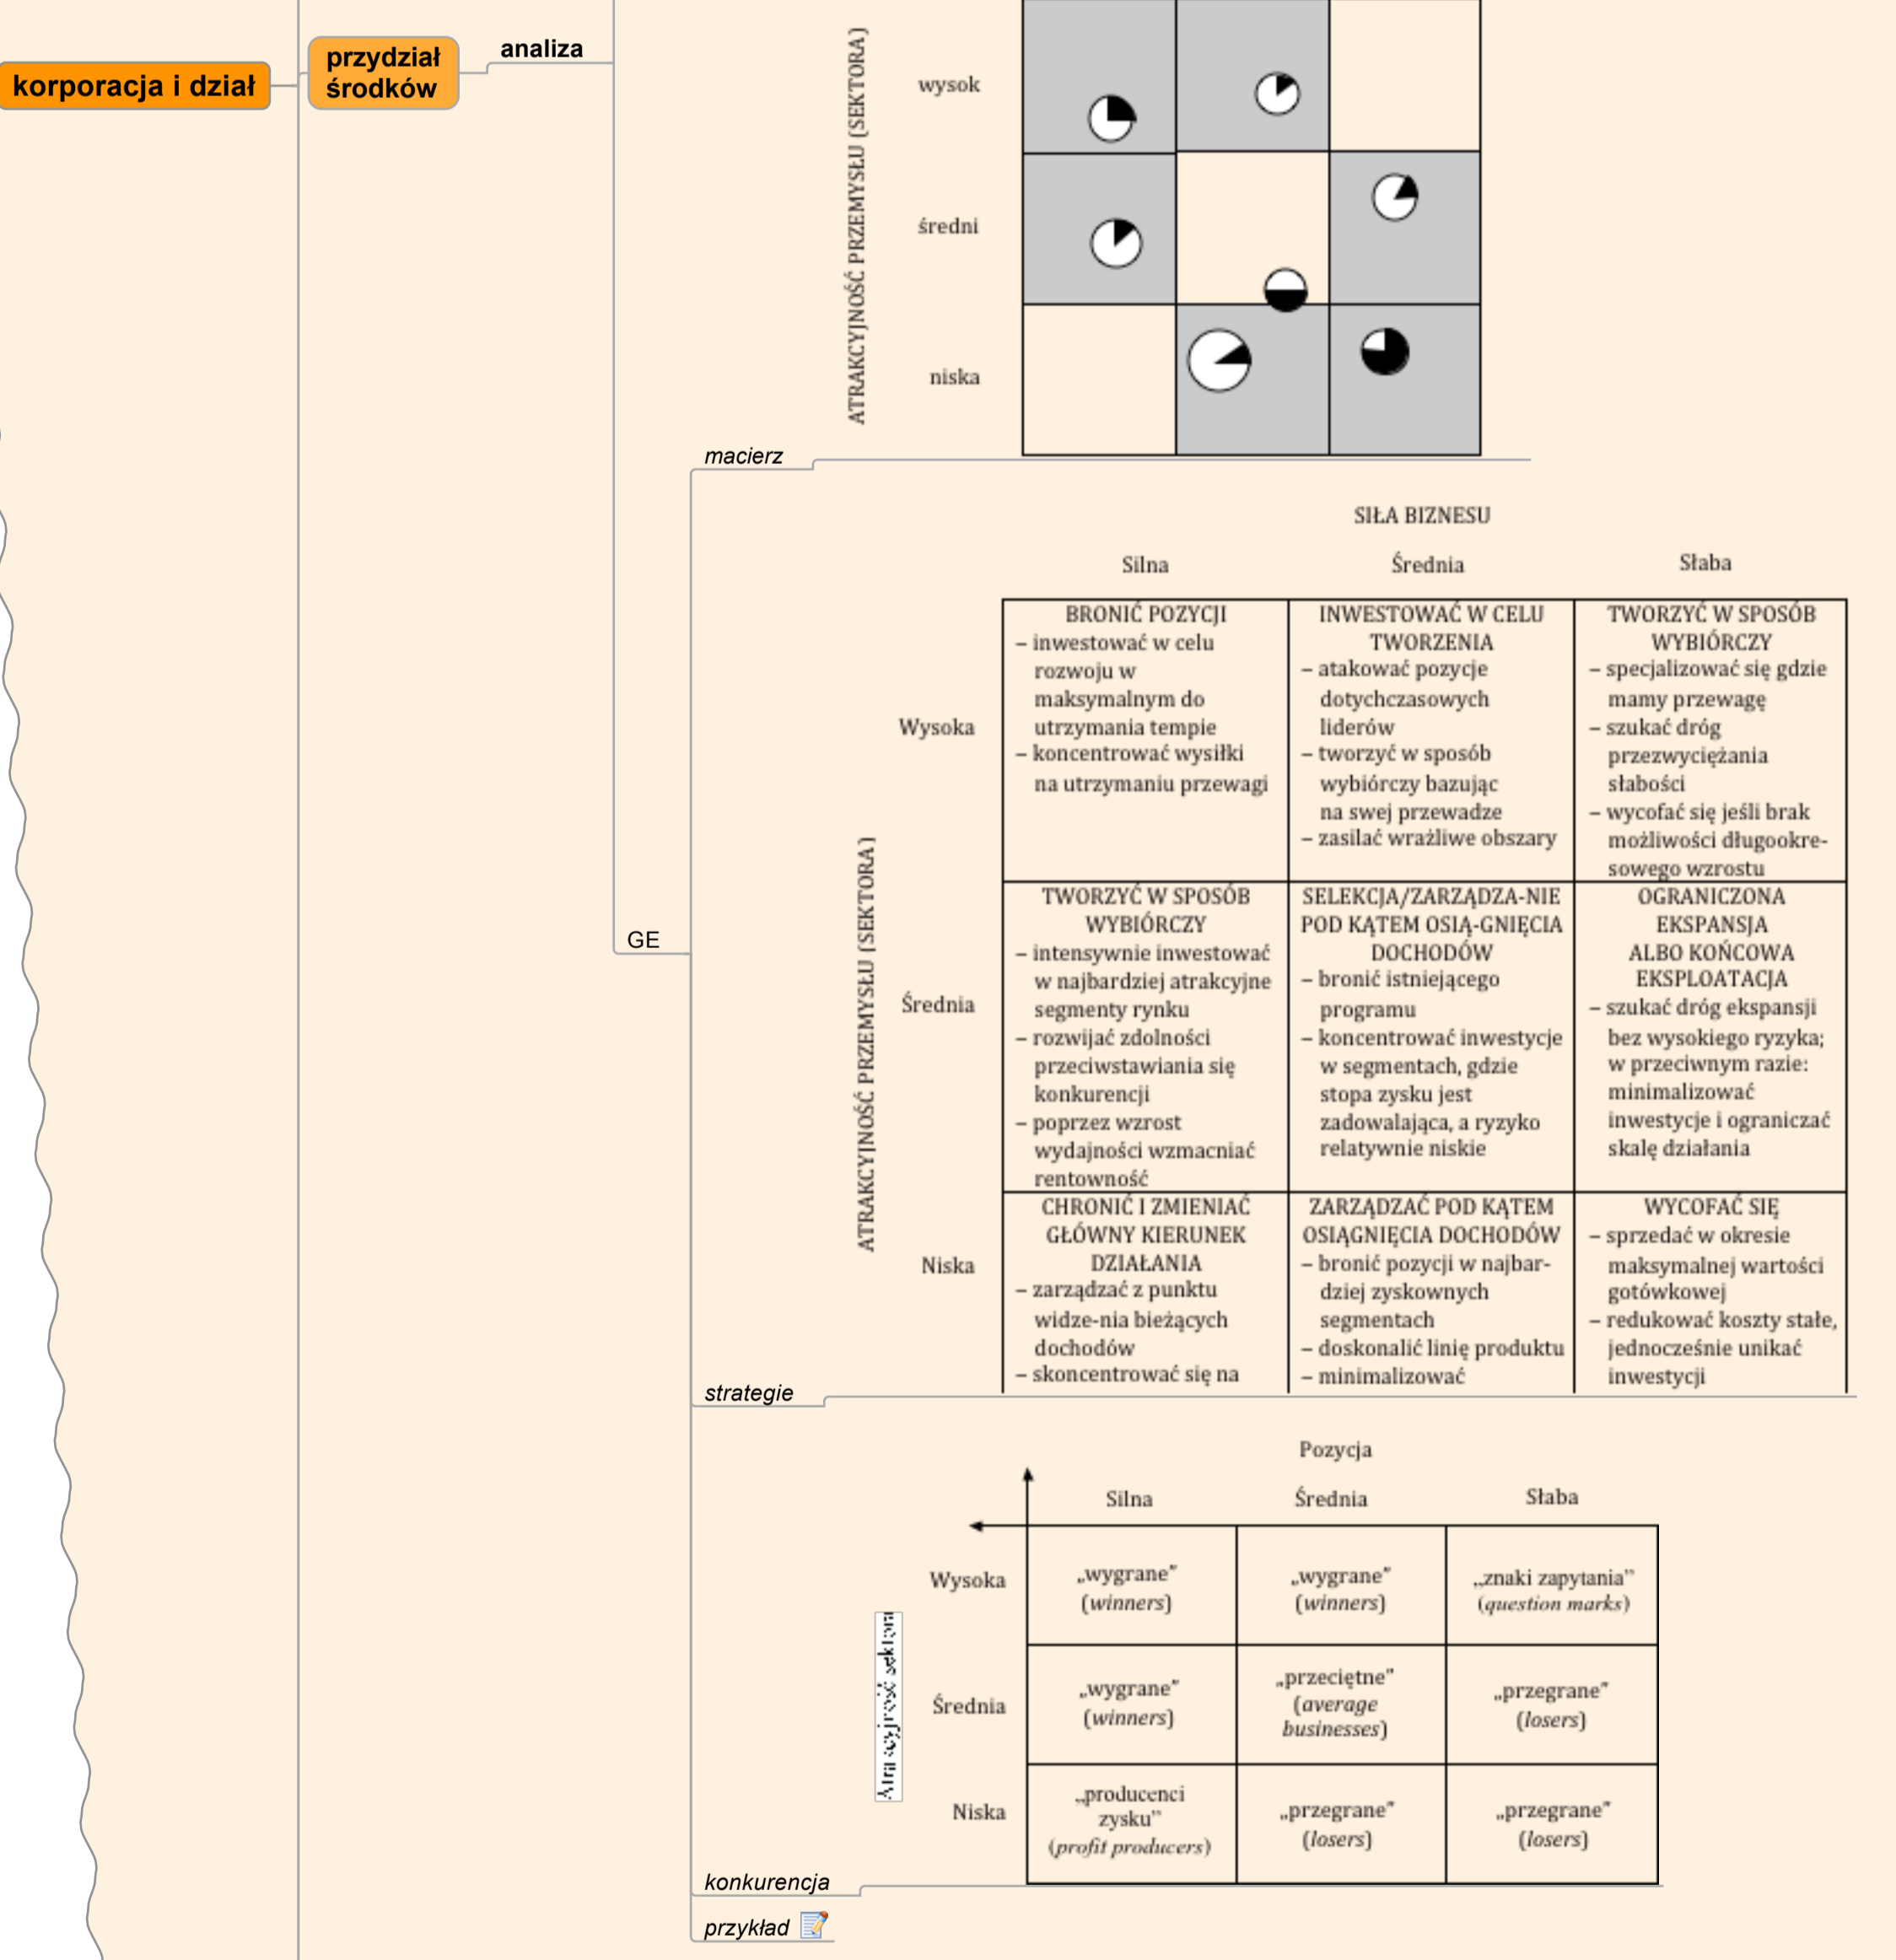 korporacja i dział
przydział
środków
analiza
ATRAKCYJNOŚĆ PRZEMYSŁU (SEKTORA)
wysok
średni
niska
macierz
GE
SIŁA BIZNESU
Silna
Średnia
Słaba
ATRAKCYJNOŚĆ PRZEMYSŁU (SEKTORA)
Wysoka
BRONIĆ POZYCJI
– inwestować w celu
rozwoju w
maksymalnym do
utrzymania tempie
– koncentrować wysiłki
na utrzymaniu przewagi
INWESTOWAĆ W CELU
TWORZENIA
– atakować pozycje
dotychczasowych
liderów
– tworzyć w sposób
wybiórczy bazując
na swej przewadze
– zasilać wrażliwe obszary
TWORZYĆ W SPOSÓB
WYBIÓRCZY
– specjalizować się gdzie
mamy przewagę
– szukać dróg
przezwyciężania
słabości
– wycofać się jeśli brak
możliwości długookre-
sowego wzrostu
Średnia
TWORZYĆ W SPOSÓB
WYBIÓRCZY
– intensywnie inwestować
w najbardziej atrakcyjne
segmenty rynku
– rozwijać zdolności
przeciwstawiania się
konkurencji
– poprzez wzrost
wydajności wzmacniać
rentowność
SELEKCJA/ZARZĄDZA-NIE
POD KĄTEM OSIĄ-GNIĘCIA
DOCHODÓW
– bronić istniejącego
programu
– koncentrować inwestycje
w segmentach, gdzie
stopa zysku jest
zadowalająca, a ryzyko
relatywnie niskie
OGRANICZONA
EKSPANSJA
ALBO KOŃCOWA
EKSPLOATACJA
– szukać dróg ekspansji
bez wysokiego ryzyka;
w przeciwnym razie:
minimalizować
inwestycje i ograniczać
skalę działania
Niska
CHRONIĆ I ZMIENIAĆ
GŁÓWNY KIERUNEK
DZIAŁANIA
– zarządzać z punktu
widze-nia bieżących
dochodów
– skoncentrować się na
ZARZĄDZAĆ POD KĄTEM
OSIĄGNIĘCIA DOCHODÓW
– bronić pozycji w najbar-
dziej zyskownych
segmentach
– doskonalić linię produktu
– minimalizować
WYCOFAĆ SIĘ
– sprzedać w okresie
maksymalnej wartości
gotówkowej
– redukować koszty stałe,
jednocześnie unikać
inwestycji
strategie
Pozycja
Silna
Średnia
Słaba
Wysoka
„wygrane”
(winners)
„wygrane”
(winners)
„znaki zapytania”
(question marks)
Średnia
„wygrane”
(winners)
„przeciętne”
(average
businesses)
„przegrane”
(losers)
Niska
„producenci
zysku”
(profit producers)
„przegrane”
(losers)
„przegrane”
(losers)
konkurencja
przykład